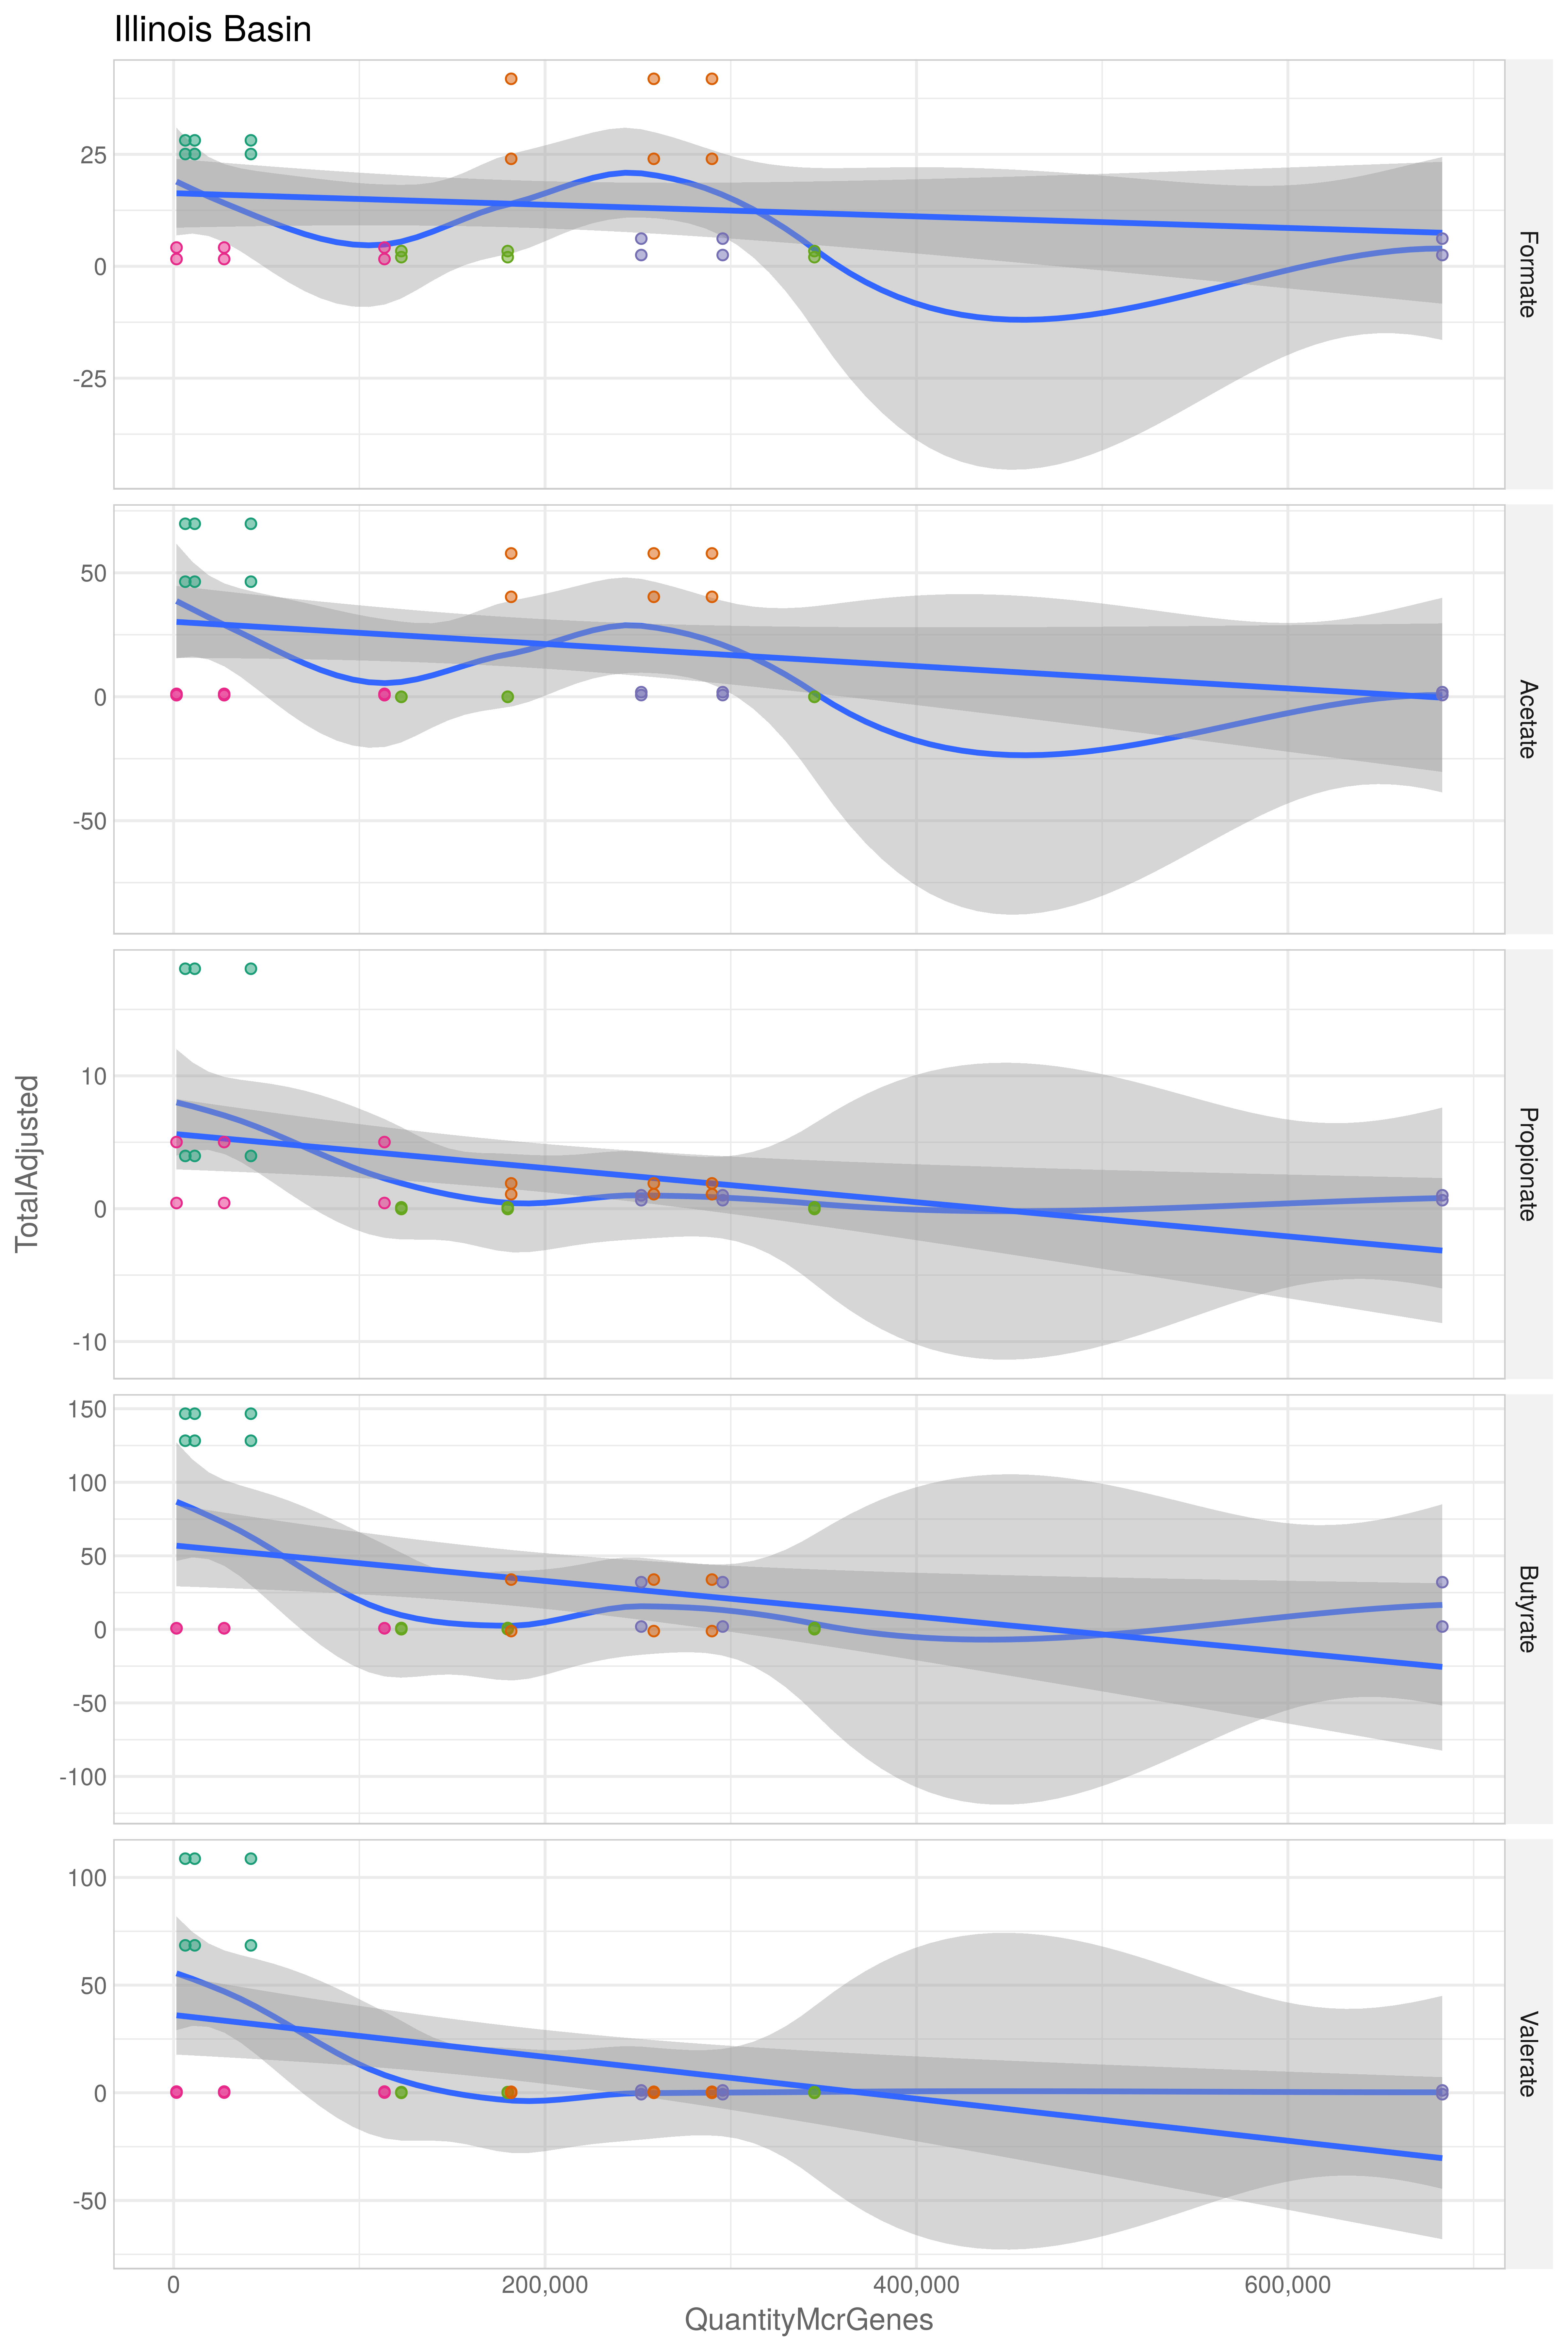 Illinois Basin
25
0
-25
Formate
50
0
-50
Acetate
10
0
-10
Propionate
150
100
50
0
-50
-100
Butyrate
100
50
0
-50
Valerate
0
200,000
400,000
600,000
QuantityMcrGenes
TotalAdjusted